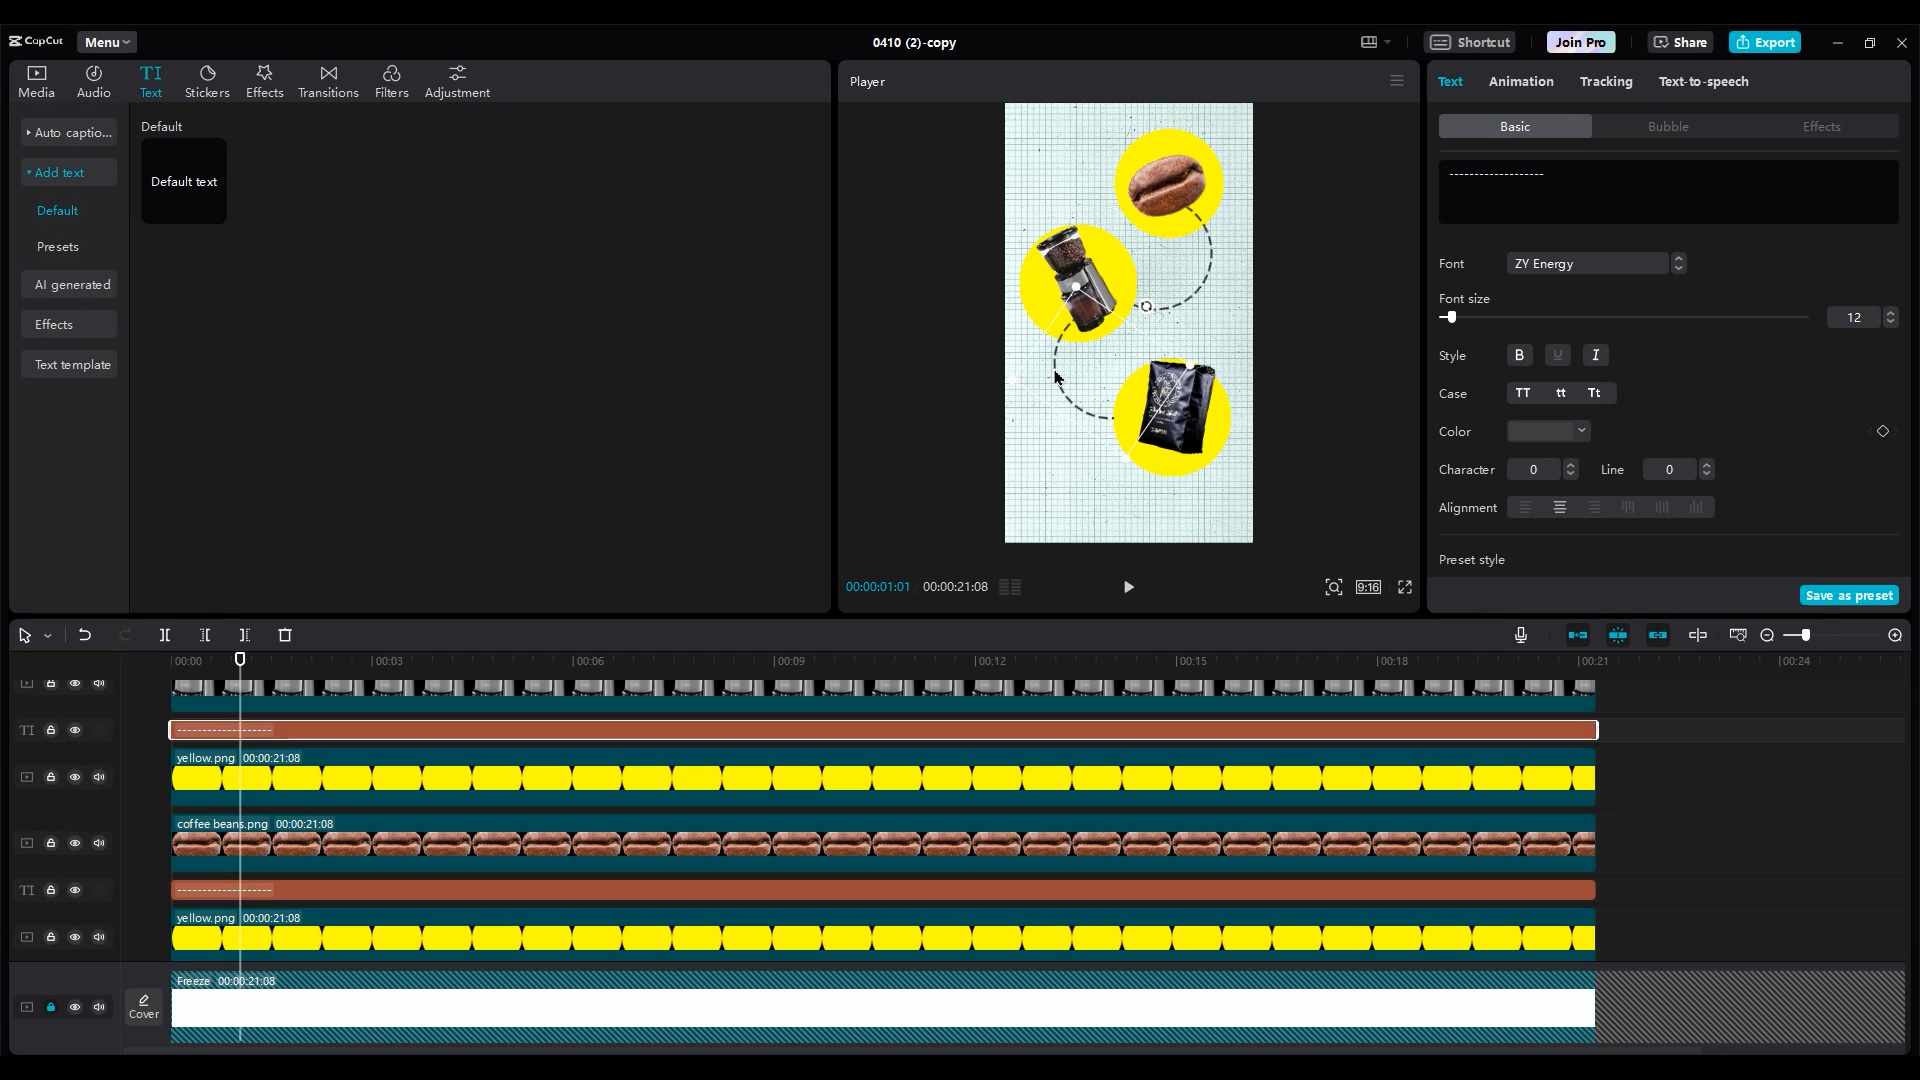 CapCut Menu 0410 (2)-copy Shortcut Join Pro Share Export
Media Audio Text Stickers Effects Transitions Filters Adjustment
Auto captio...
Add text
Default
Presets
AI generated
Effects
Text template
Default
Default text
Player
00:00:01:01 00:00:21:08 9:16
Text Animation Tracking Text-to-speech
Basic Bubble Effects
-------------------
Font ZY Energy
Font size
12
Style B U I
Case TT tt Tt
Color
Character 0 Line 0
Alignment
Preset style
Save as preset
00:00 00:03 00:06 00:09 00:12 00:15 00:18 00:21 00:24
TI -------------------
yellow.png 00:00:21:08
coffee beans.png 00:00:21:08
TI -------------------
yellow.png 00:00:21:08
Freeze 00:00:21:08
Cover